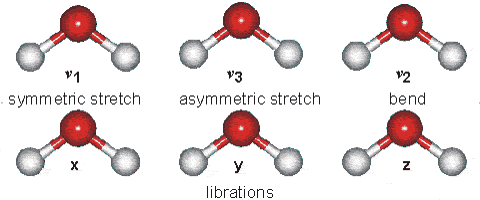 ν1 ν3 ν2
symmetric stretch asymmetric stretch bend
x y z
librations